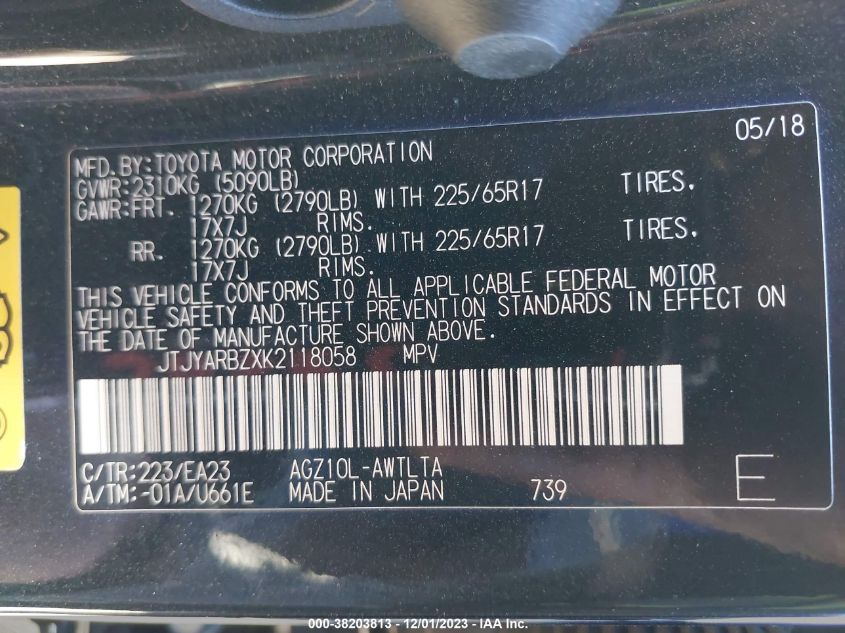 05/18
MFD.BY:TOYOTA MOTOR CORPORATION
GVWR:2310KG (5090LB)
GAWR:FRT. 1270KG (2790LB) WITH 225/65R17 TIRES.
17X7J RIMS.
RR. 1270KG (2790LB) WITH 225/65R17 TIRES.
17X7J RIMS.
THIS VEHICLE CONFORMS TO ALL APPLICABLE FEDERAL MOTOR
VEHICLE SAFETY AND THEFT PREVENTION STANDARDS IN EFFECT ON
THE DATE OF MANUFACTURE SHOWN ABOVE.
JTJYARBZXK2118058 MPV
C/TR:223/EA23 AGZ10L-AWTLTA
A/TM:-01A/U661E MADE IN JAPAN 739 E
000-38203813 - 12/01/2023 - IAA Inc.